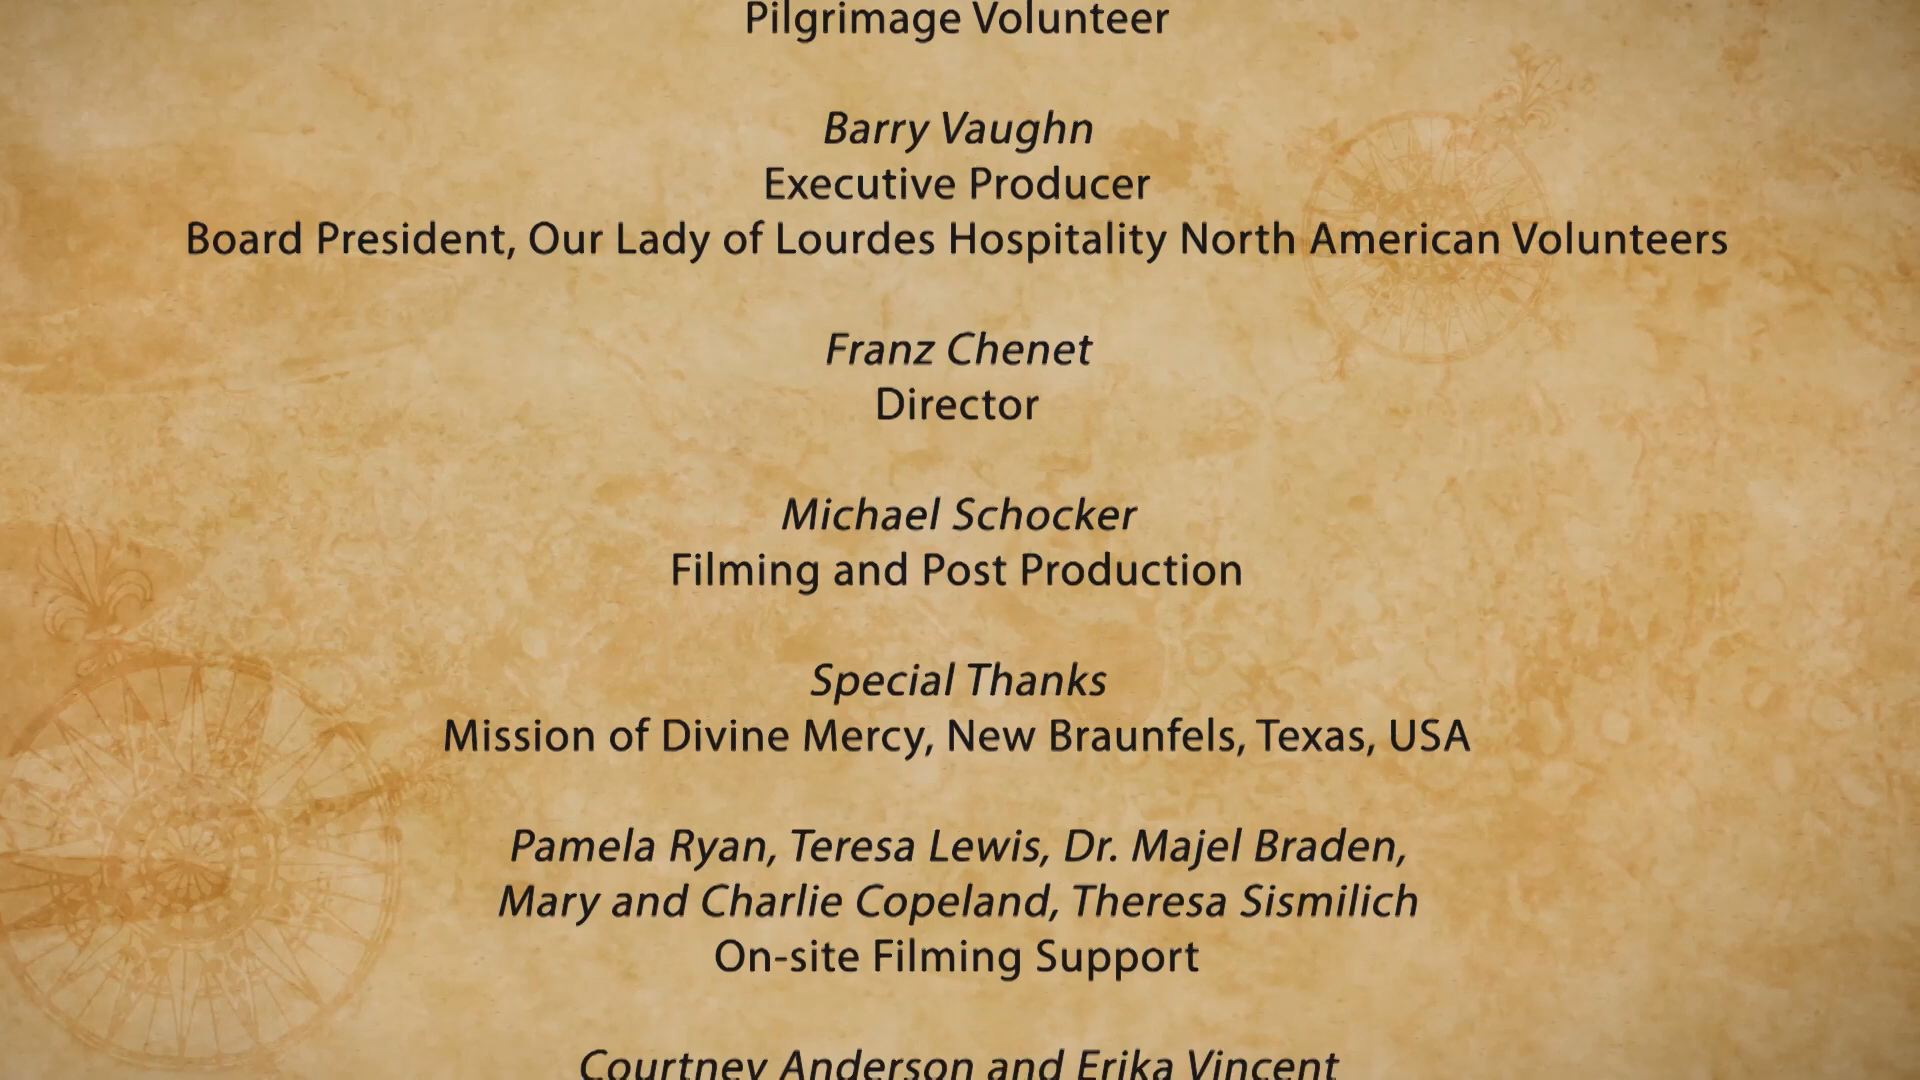 Pilgrimage Volunteer
Barry Vaughn
Executive Producer
Board President, Our Lady of Lourdes Hospitality North American Volunteers
Franz Chenet
Director
Michael Schocker
Filming and Post Production
Special Thanks
Mission of Divine Mercy, New Braunfels, Texas, USA
Pamela Ryan, Teresa Lewis, Dr. Majel Braden,
Mary and Charlie Copeland, Theresa Sismilich
On-site Filming Support
Courtney Anderson and Erika Vincent